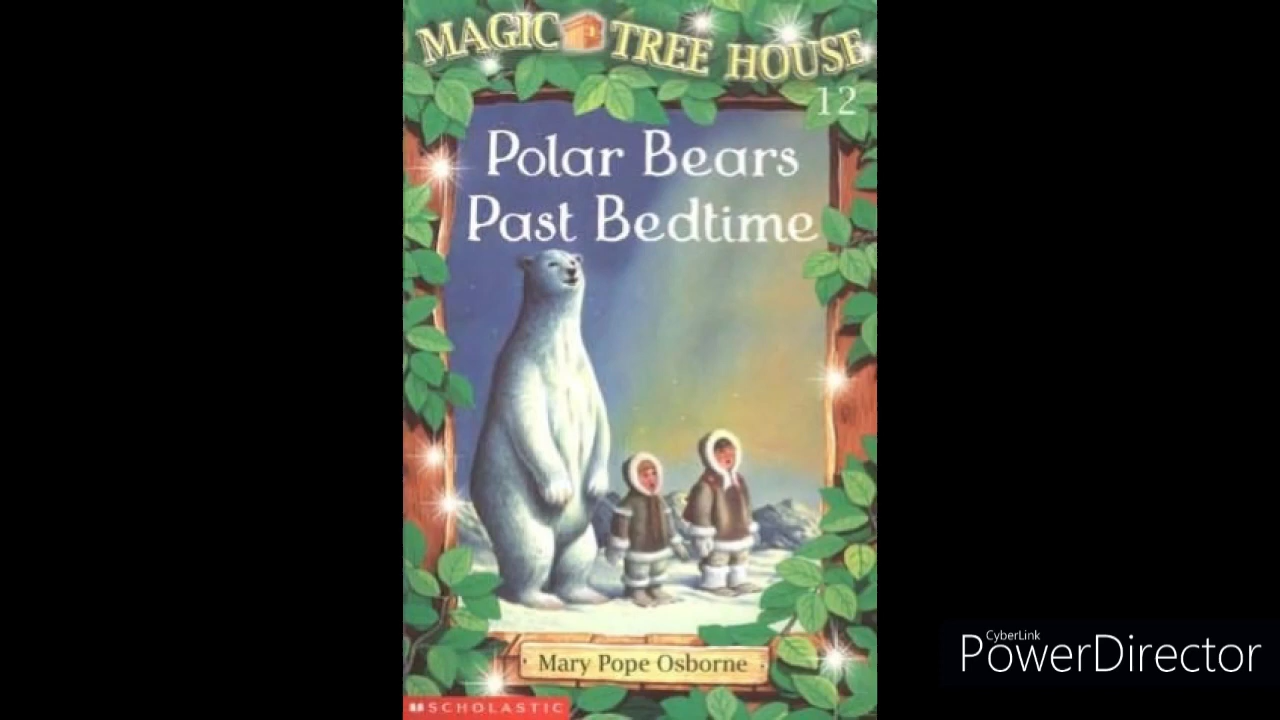 MAGIC TREE HOUSE
12
Polar Bears
Past Bedtime
Mary Pope Osborne
SCHOLASTIC
CyberLink
PowerDirector